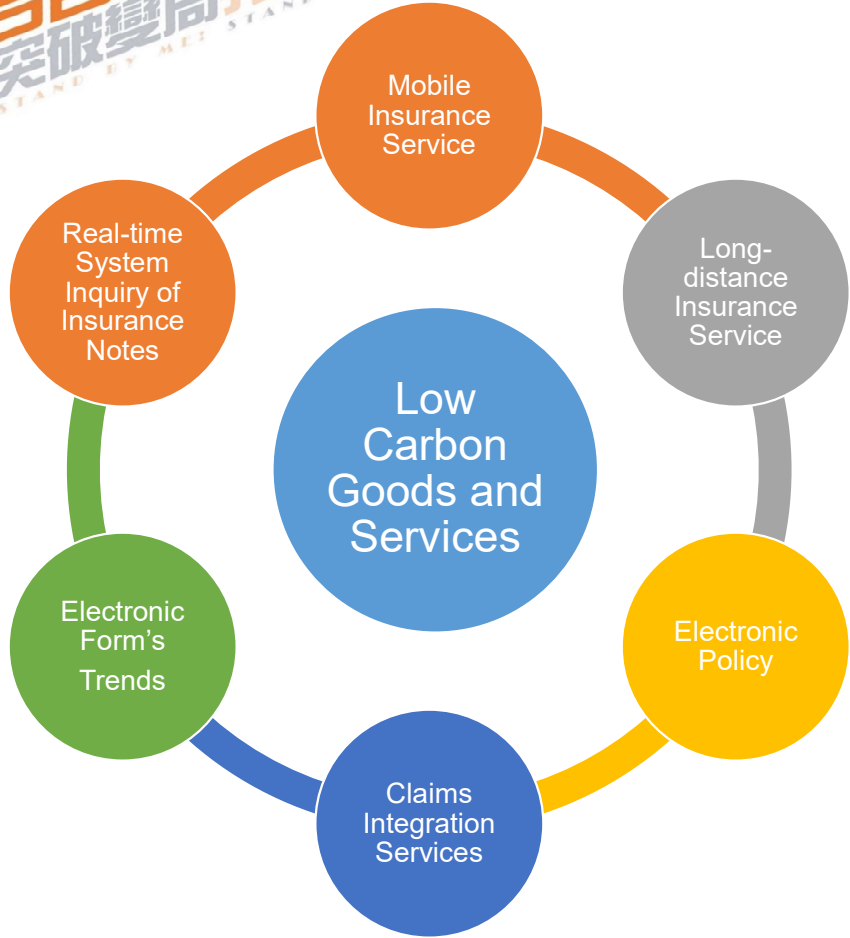 突破變局
STAND BY ME! STAND
Mobile
Insurance
Service
Long-
distance
Insurance
Service
Electronic
Policy
Claims
Integration
Services
Electronic
Form's
Trends
Real-time
System
Inquiry of
Insurance
Notes
Low
Carbon
Goods and
Services